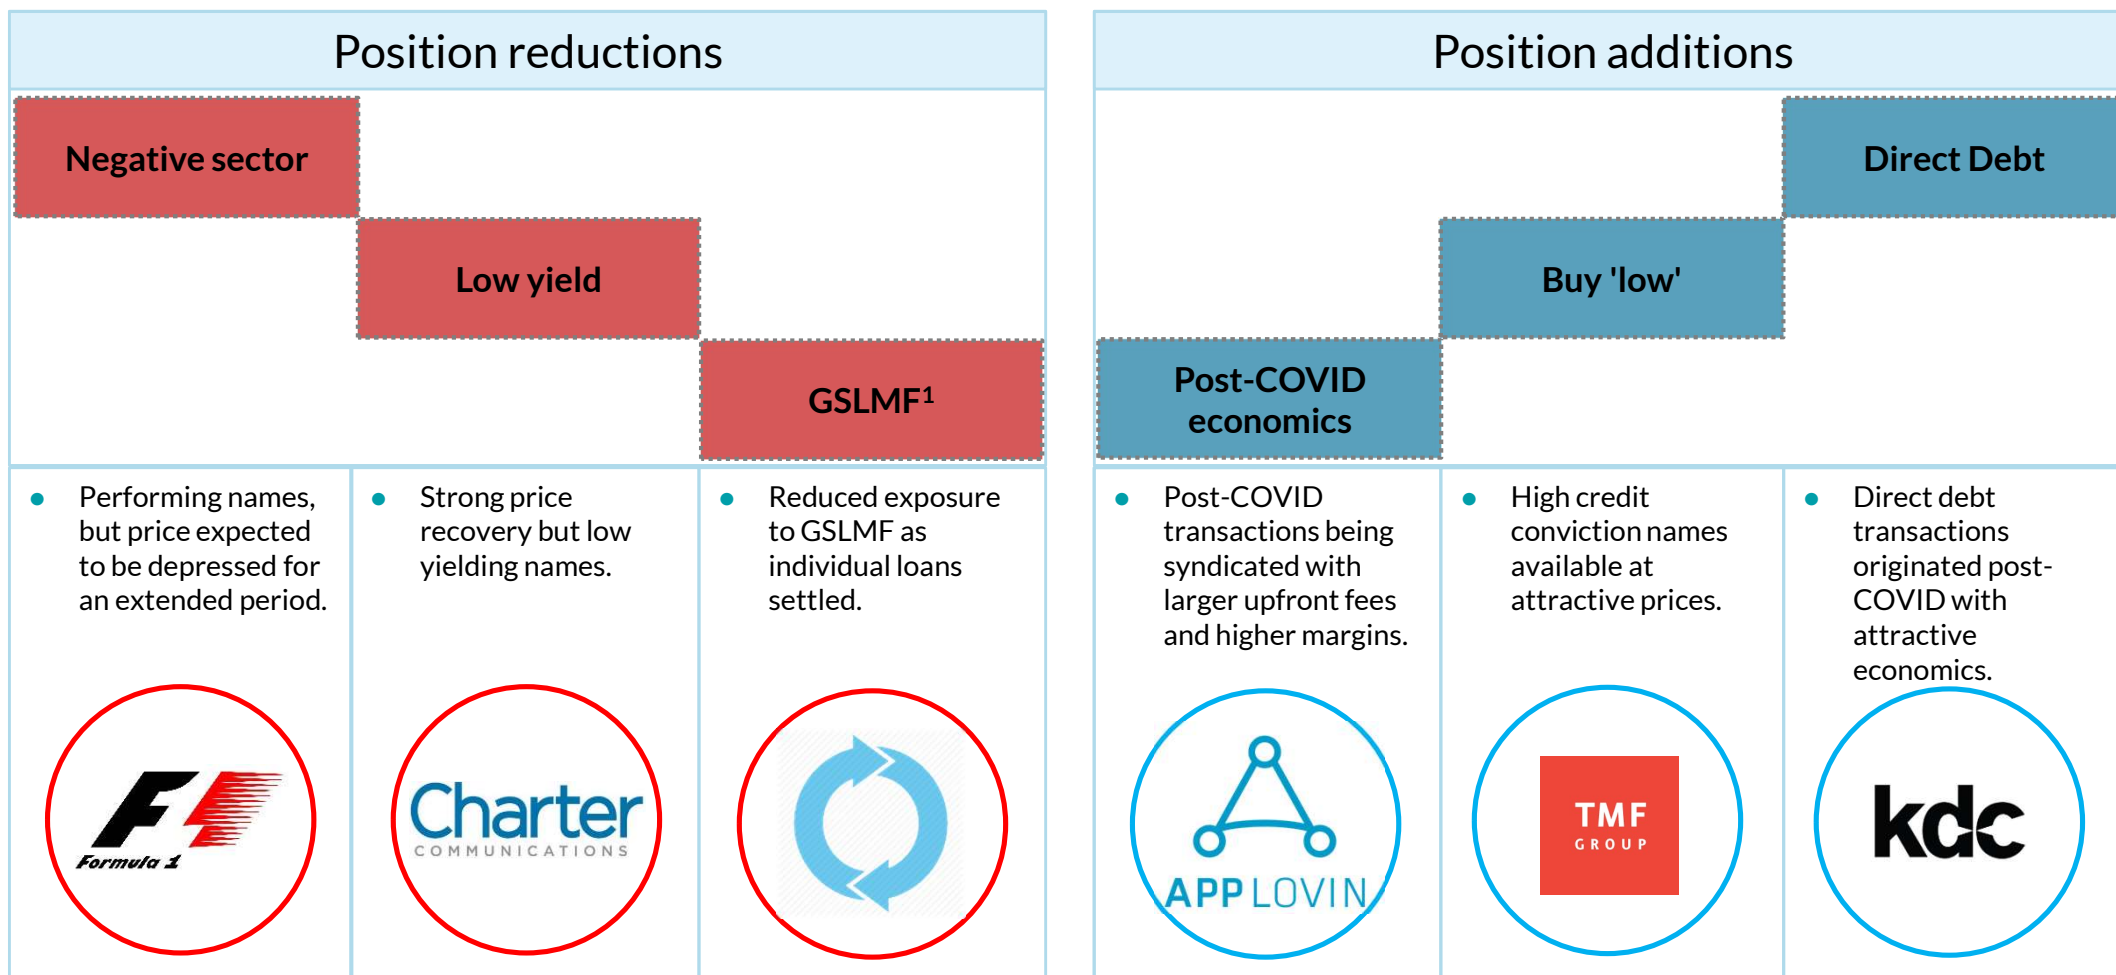 Position reductions
Negative sector
Low yield
GSLMF¹
● Performing names,
but price expected
to be depressed for
an extended period.
● Strong price
recovery but low
yielding names.
● Reduced exposure
to GSLMF as
individual loans
settled.
F1
Formula 1
Charter
COMMUNICATIONS
Position additions
Direct Debt
Buy 'low'
Post-COVID
economics
● Post-COVID
transactions being
syndicated with
larger upfront fees
and higher margins.
● High credit
conviction names
available at
attractive prices.
● Direct debt
transactions
originated post-
COVID with
attractive
economics.
APPLOVIN
TMF
GROUP
kdc